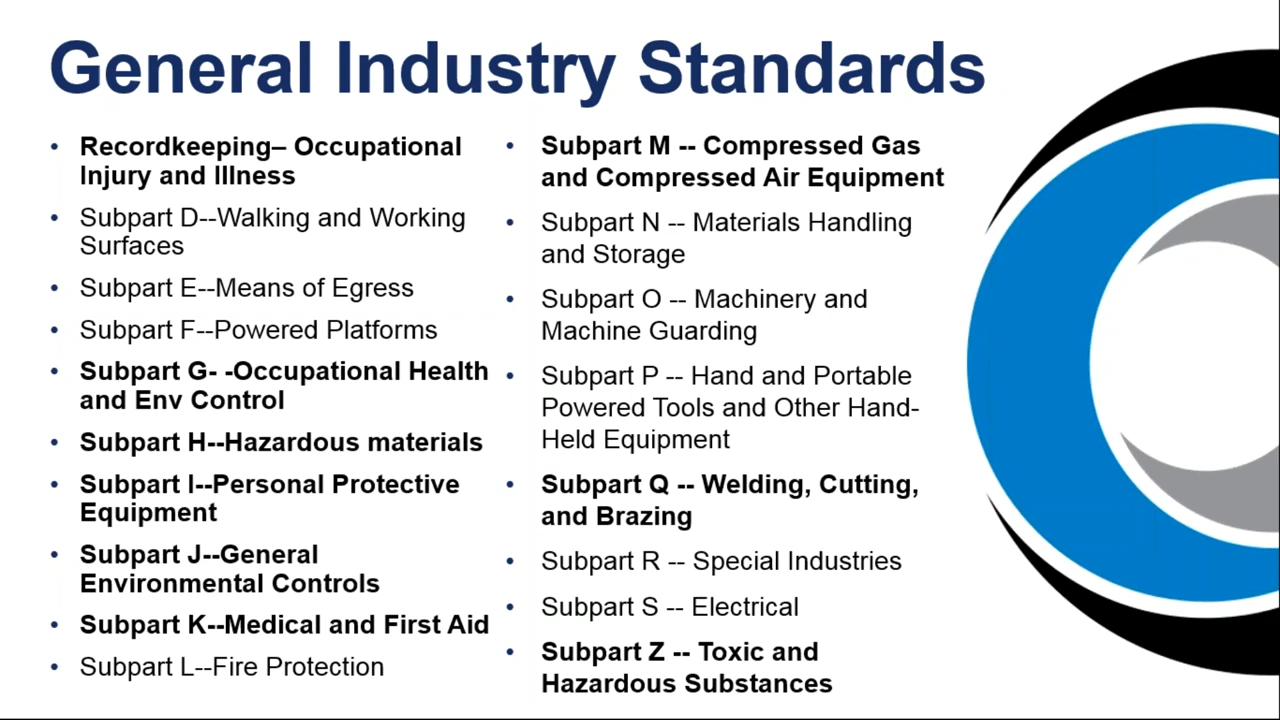 General Industry Standards
• Recordkeeping– Occupational
Injury and Illness
• Subpart D--Walking and Working
Surfaces
• Subpart E--Means of Egress
• Subpart F--Powered Platforms
• Subpart G- -Occupational Health
and Env Control
• Subpart H--Hazardous materials
• Subpart I--Personal Protective
Equipment
• Subpart J--General
Environmental Controls
• Subpart K--Medical and First Aid
• Subpart L--Fire Protection
• Subpart M -- Compressed Gas
and Compressed Air Equipment
• Subpart N -- Materials Handling
and Storage
• Subpart O -- Machinery and
Machine Guarding
• Subpart P -- Hand and Portable
Powered Tools and Other Hand-
Held Equipment
• Subpart Q -- Welding, Cutting,
and Brazing
• Subpart R -- Special Industries
• Subpart S -- Electrical
• Subpart Z -- Toxic and
Hazardous Substances